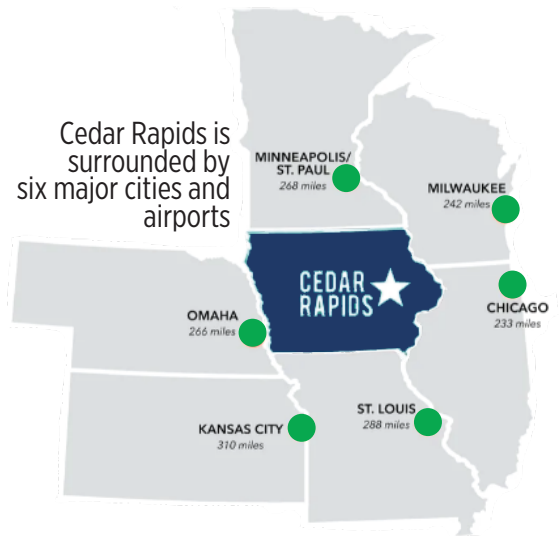 Cedar Rapids is
surrounded by
six major cities and
airports
MINNEAPOLIS/
ST. PAUL
268 miles
MILWAUKEE
242 miles
CEDAR
RAPIDS
CHICAGO
233 miles
OMAHA
266 miles
ST. LOUIS
288 miles
KANSAS CITY
310 miles